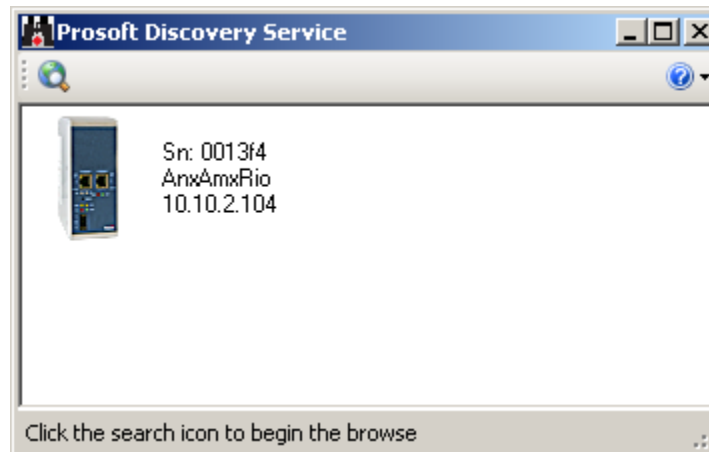 Prosoft Discovery Service
Sn: 0013f4
AnxAmxRio
10.10.2.104
Click the search icon to begin the browse